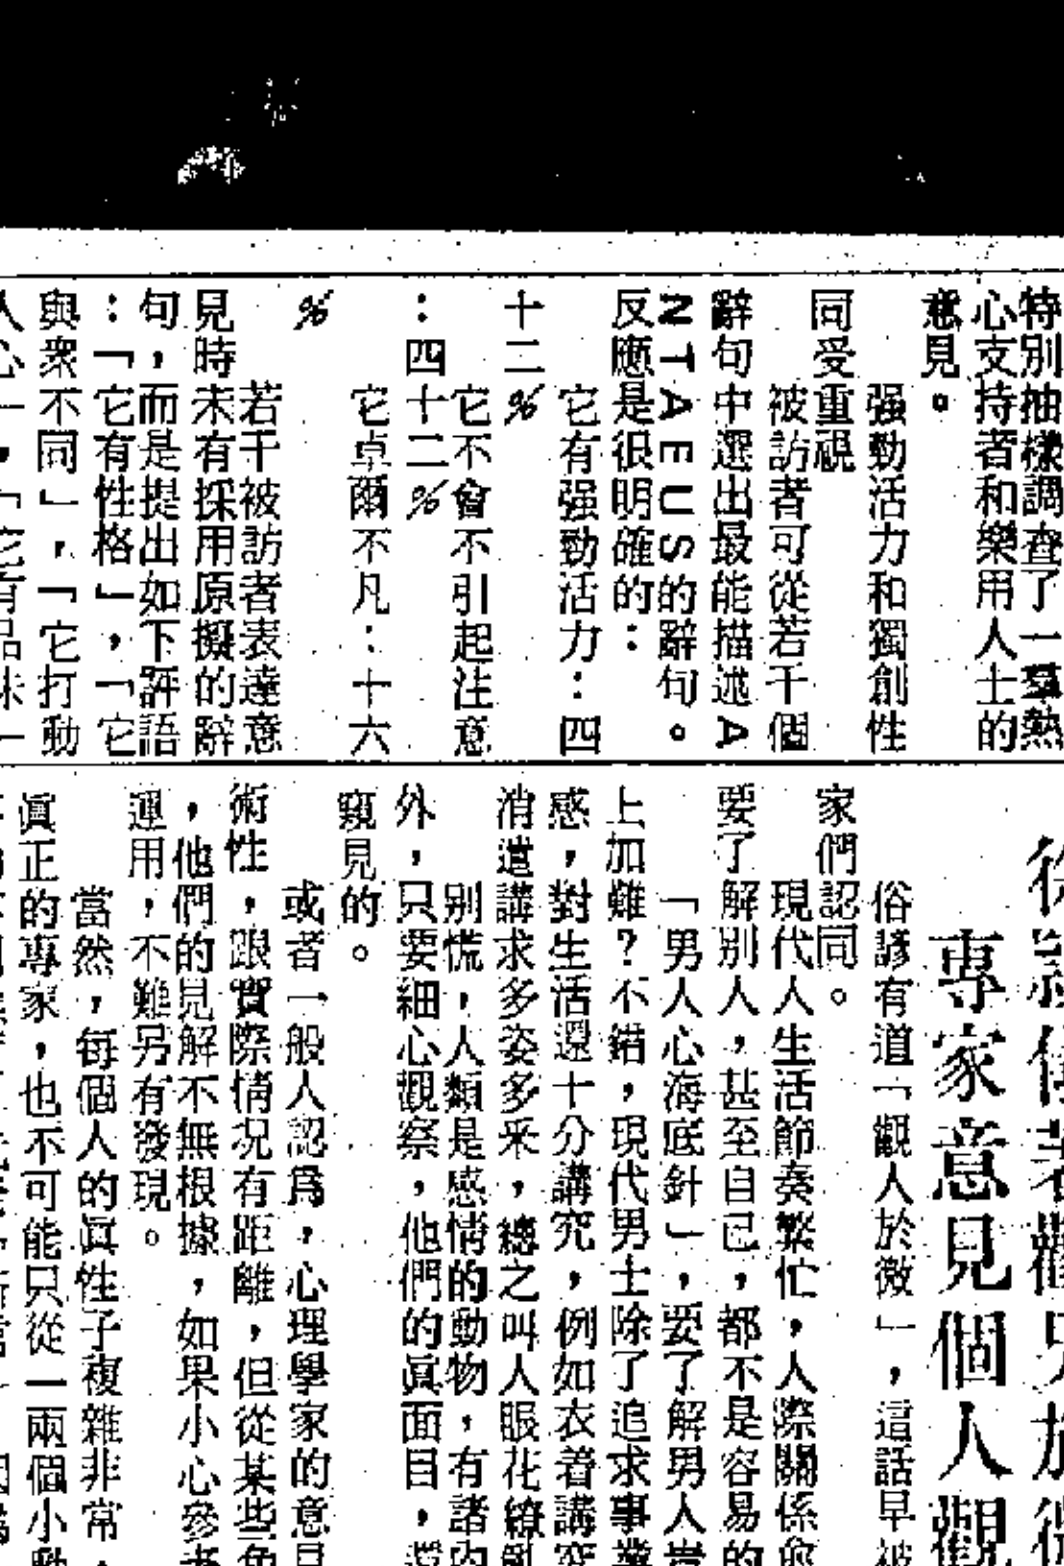 特別抽樣調查了一羣熱
心支持者和樂用人士的
意見。
强勁活力和獨創性
同受重視
被訪者可從若干個
辭句中選出最能描述A
NTAEUS的辭句。
反應是很明確的：
它有强勁活力：四
十二%
它不會不引起注意
：四十二%
它卓爾不凡：十六
%
若干被訪者表達意
見時未有採用原擬的辭
句，而是提出如下評語
：「它有性格」，「它
與衆不同」，「它打動
專家意見個人觀
俗諺有道「觀人於微」，這話早被
家們認同。
現代人生活節奏繁忙，人際關係愈
要了解別人，甚至自己，都不是容易的
「男人心海底針」，要了解男人豈
上加難？不錯，現代男士除了追求事業
感，對生活還十分講究，例如衣着講究
消遣講求多姿多釆，總之叫人眼花繚亂
別慌，人類是感情的動物，有諸內
外，只要細心觀察，他們的眞面目，還
窺見的。
或者一般人認爲，心理學家的意見
術性，跟實際情况有距離，但從某些角
，他們的見解不無根據，如果小心參考
運用，不難另有發現。
當然，每個人的眞性子複雜非常，
眞正的專家，也不可能只從一兩個小動